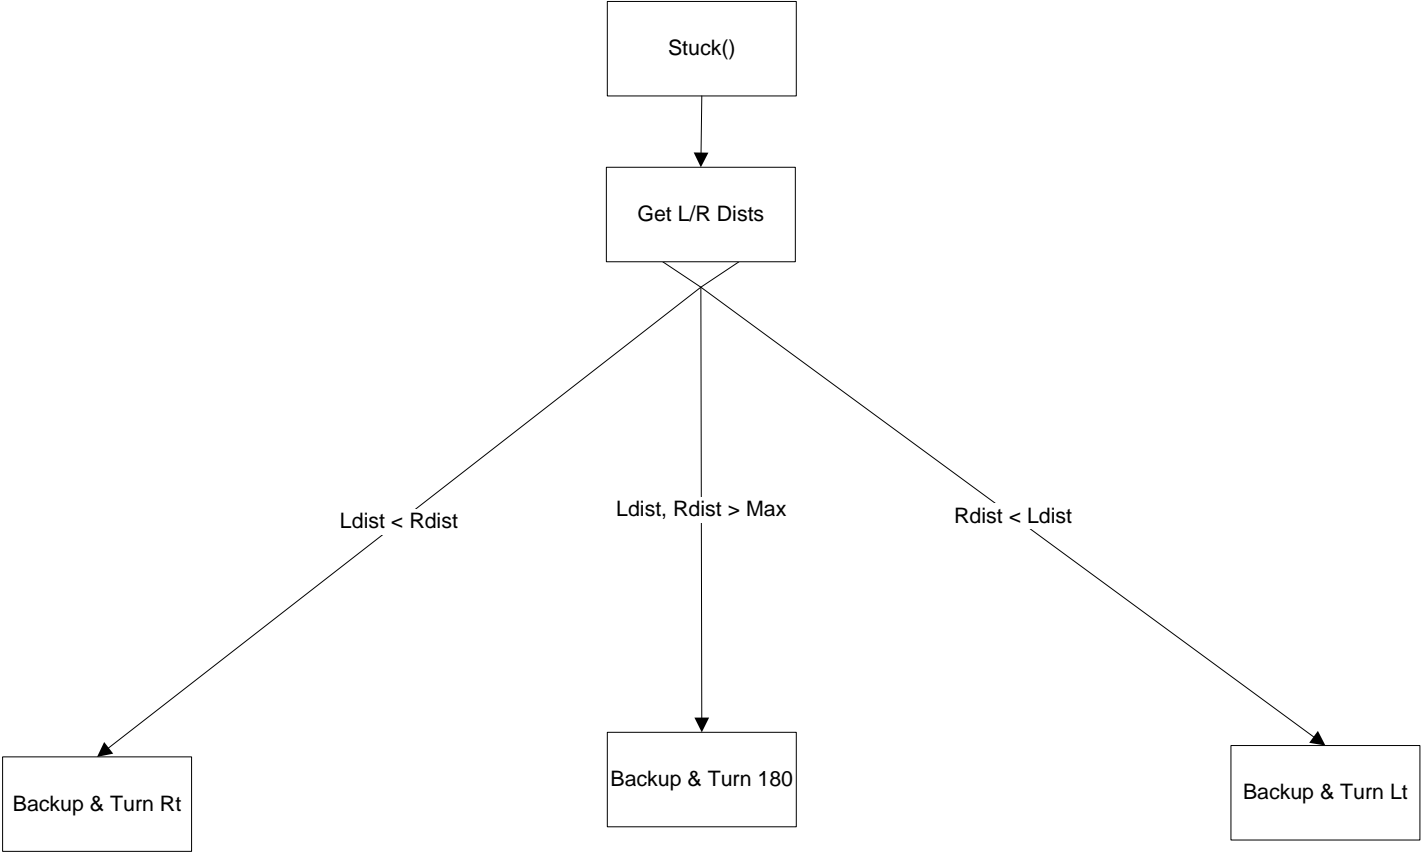 Stuck()
Get L/R Dists
Ldist < Rdist
Ldist, Rdist > Max
Rdist < Ldist
Backup & Turn Rt
Backup & Turn 180
Backup & Turn Lt